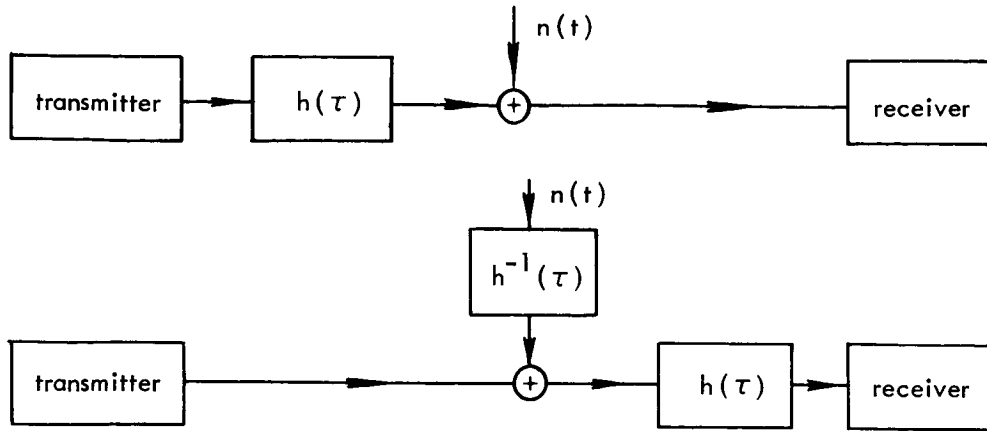 n(t)
transmitter
h(τ)
+
receiver
n(t)
h⁻¹(τ)
transmitter
+
h(τ)
receiver